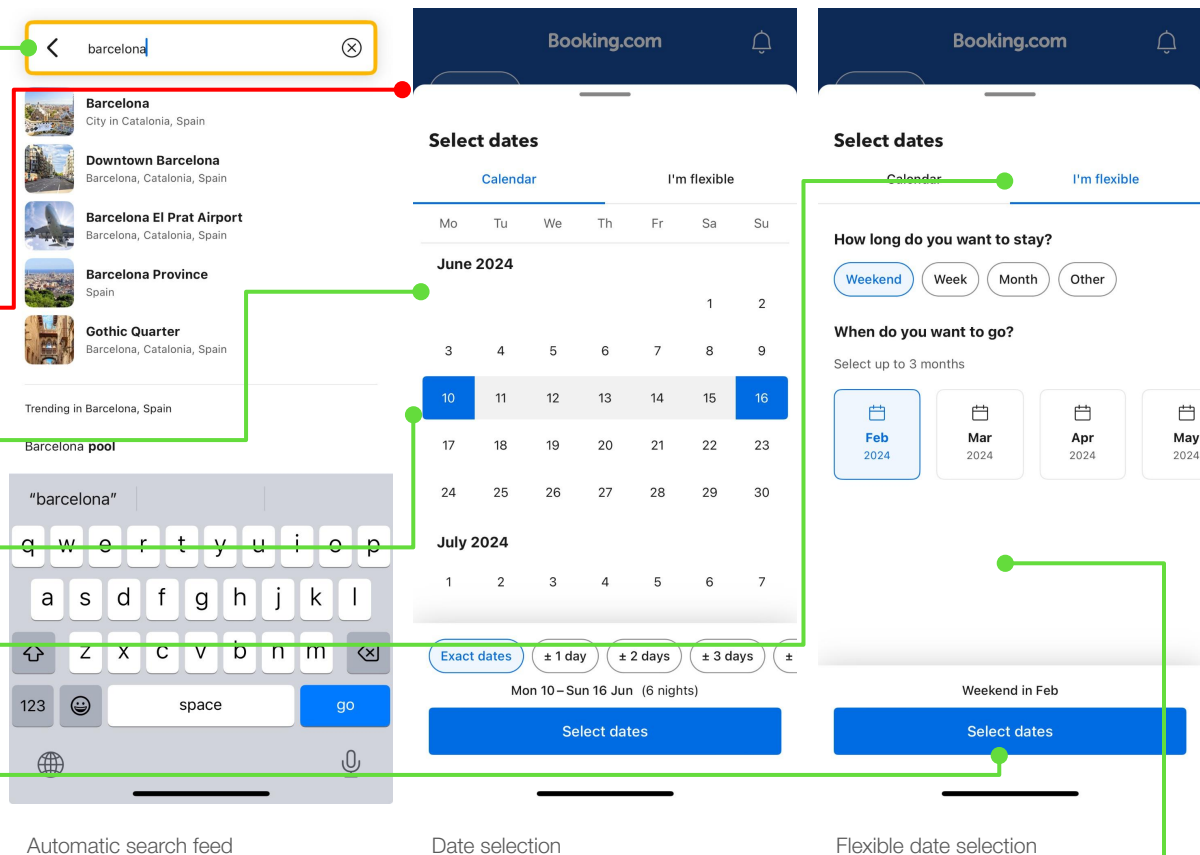 barcelona
Barcelona
City in Catalonia, Spain
Downtown Barcelona
Barcelona, Catalonia, Spain
Barcelona El Prat Airport
Barcelona, Catalonia, Spain
Barcelona Province
Spain
Gothic Quarter
Barcelona, Catalonia, Spain
Trending in Barcelona, Spain
Barcelona pool
“barcelona”
q w e r t y u i o p
a s d f g h j k l
z x c v b n m
123 space go
Automatic search feed
Booking.com
Select dates
Calendar I'm flexible
Mo Tu We Th Fr Sa Su
June 2024
1 2
3 4 5 6 7 8 9
10 11 12 13 14 15 16
17 18 19 20 21 22 23
24 25 26 27 28 29 30
July 2024
1 2 3 4 5 6 7
Exact dates ± 1 day ± 2 days ± 3 days ±
Mon 10 – Sun 16 Jun (6 nights)
Select dates
Date selection
Booking.com
Select dates
Calendar I'm flexible
How long do you want to stay?
Weekend Week Month Other
When do you want to go?
Select up to 3 months
Feb Mar Apr May
2024 2024 2024 2024
Weekend in Feb
Select dates
Flexible date selection